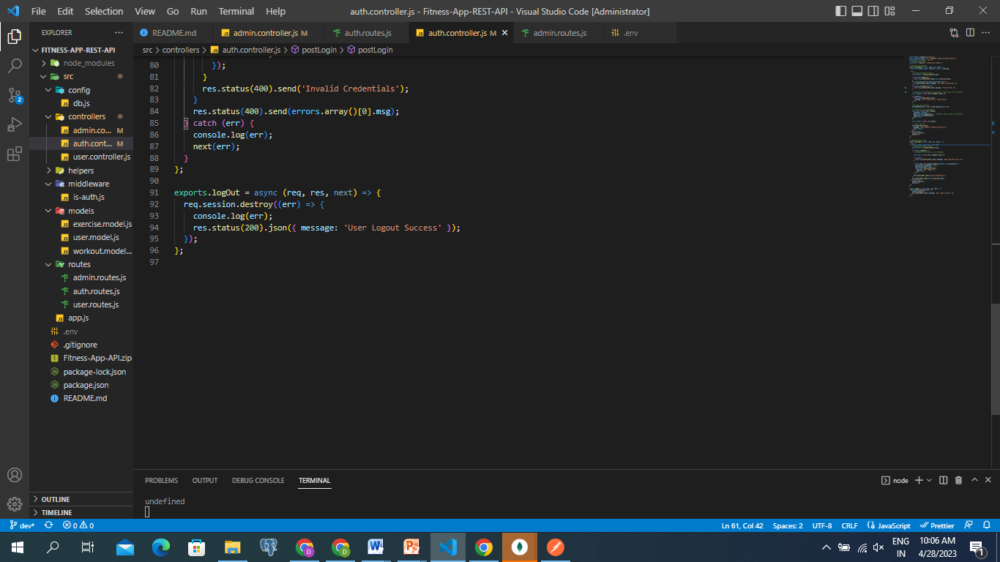 File Edit Selection View Go Run Terminal Help
auth.controller.js - Fitness-App-REST-API - Visual Studio Code [Administrator]
EXPLORER
FITNESS-APP-REST-API
node_modules
src
config
db.js
controllers
admin.co... M
auth.cont... M
user.controller.js
helpers
middleware
is-auth.js
models
exercise.model.js
user.model.js
workout.model...
routes
admin.routes.js
auth.routes.js
user.routes.js
app.js
.env
.gitignore
Fitness-App-API.zip
package-lock.json
package.json
README.md
OUTLINE
TIMELINE
README.md admin.controller.js M auth.routes.js auth.controller.js M admin.routes.js .env
src > controllers > auth.controller.js > postLogin > postLogin
80 });
81 }
82 res.status(400).send('Invalid Credentials');
83 }
84 res.status(400).send(errors.array()[0].msg);
85 } catch (err) {
86 console.log(err);
87 next(err);
88 }
89 };
90
91 exports.logOut = async (req, res, next) => {
92 req.session.destroy((err) => {
93 console.log(err);
94 res.status(200).json({ message: 'User Logout Success' });
95 });
96 };
97
PROBLEMS OUTPUT DEBUG CONSOLE TERMINAL
node
undefined
2
dev* 0 0
Ln 61, Col 42 Spaces: 2 UTF-8 CRLF JavaScript Prettier
ENG
IN
10:06 AM
4/28/2023
1